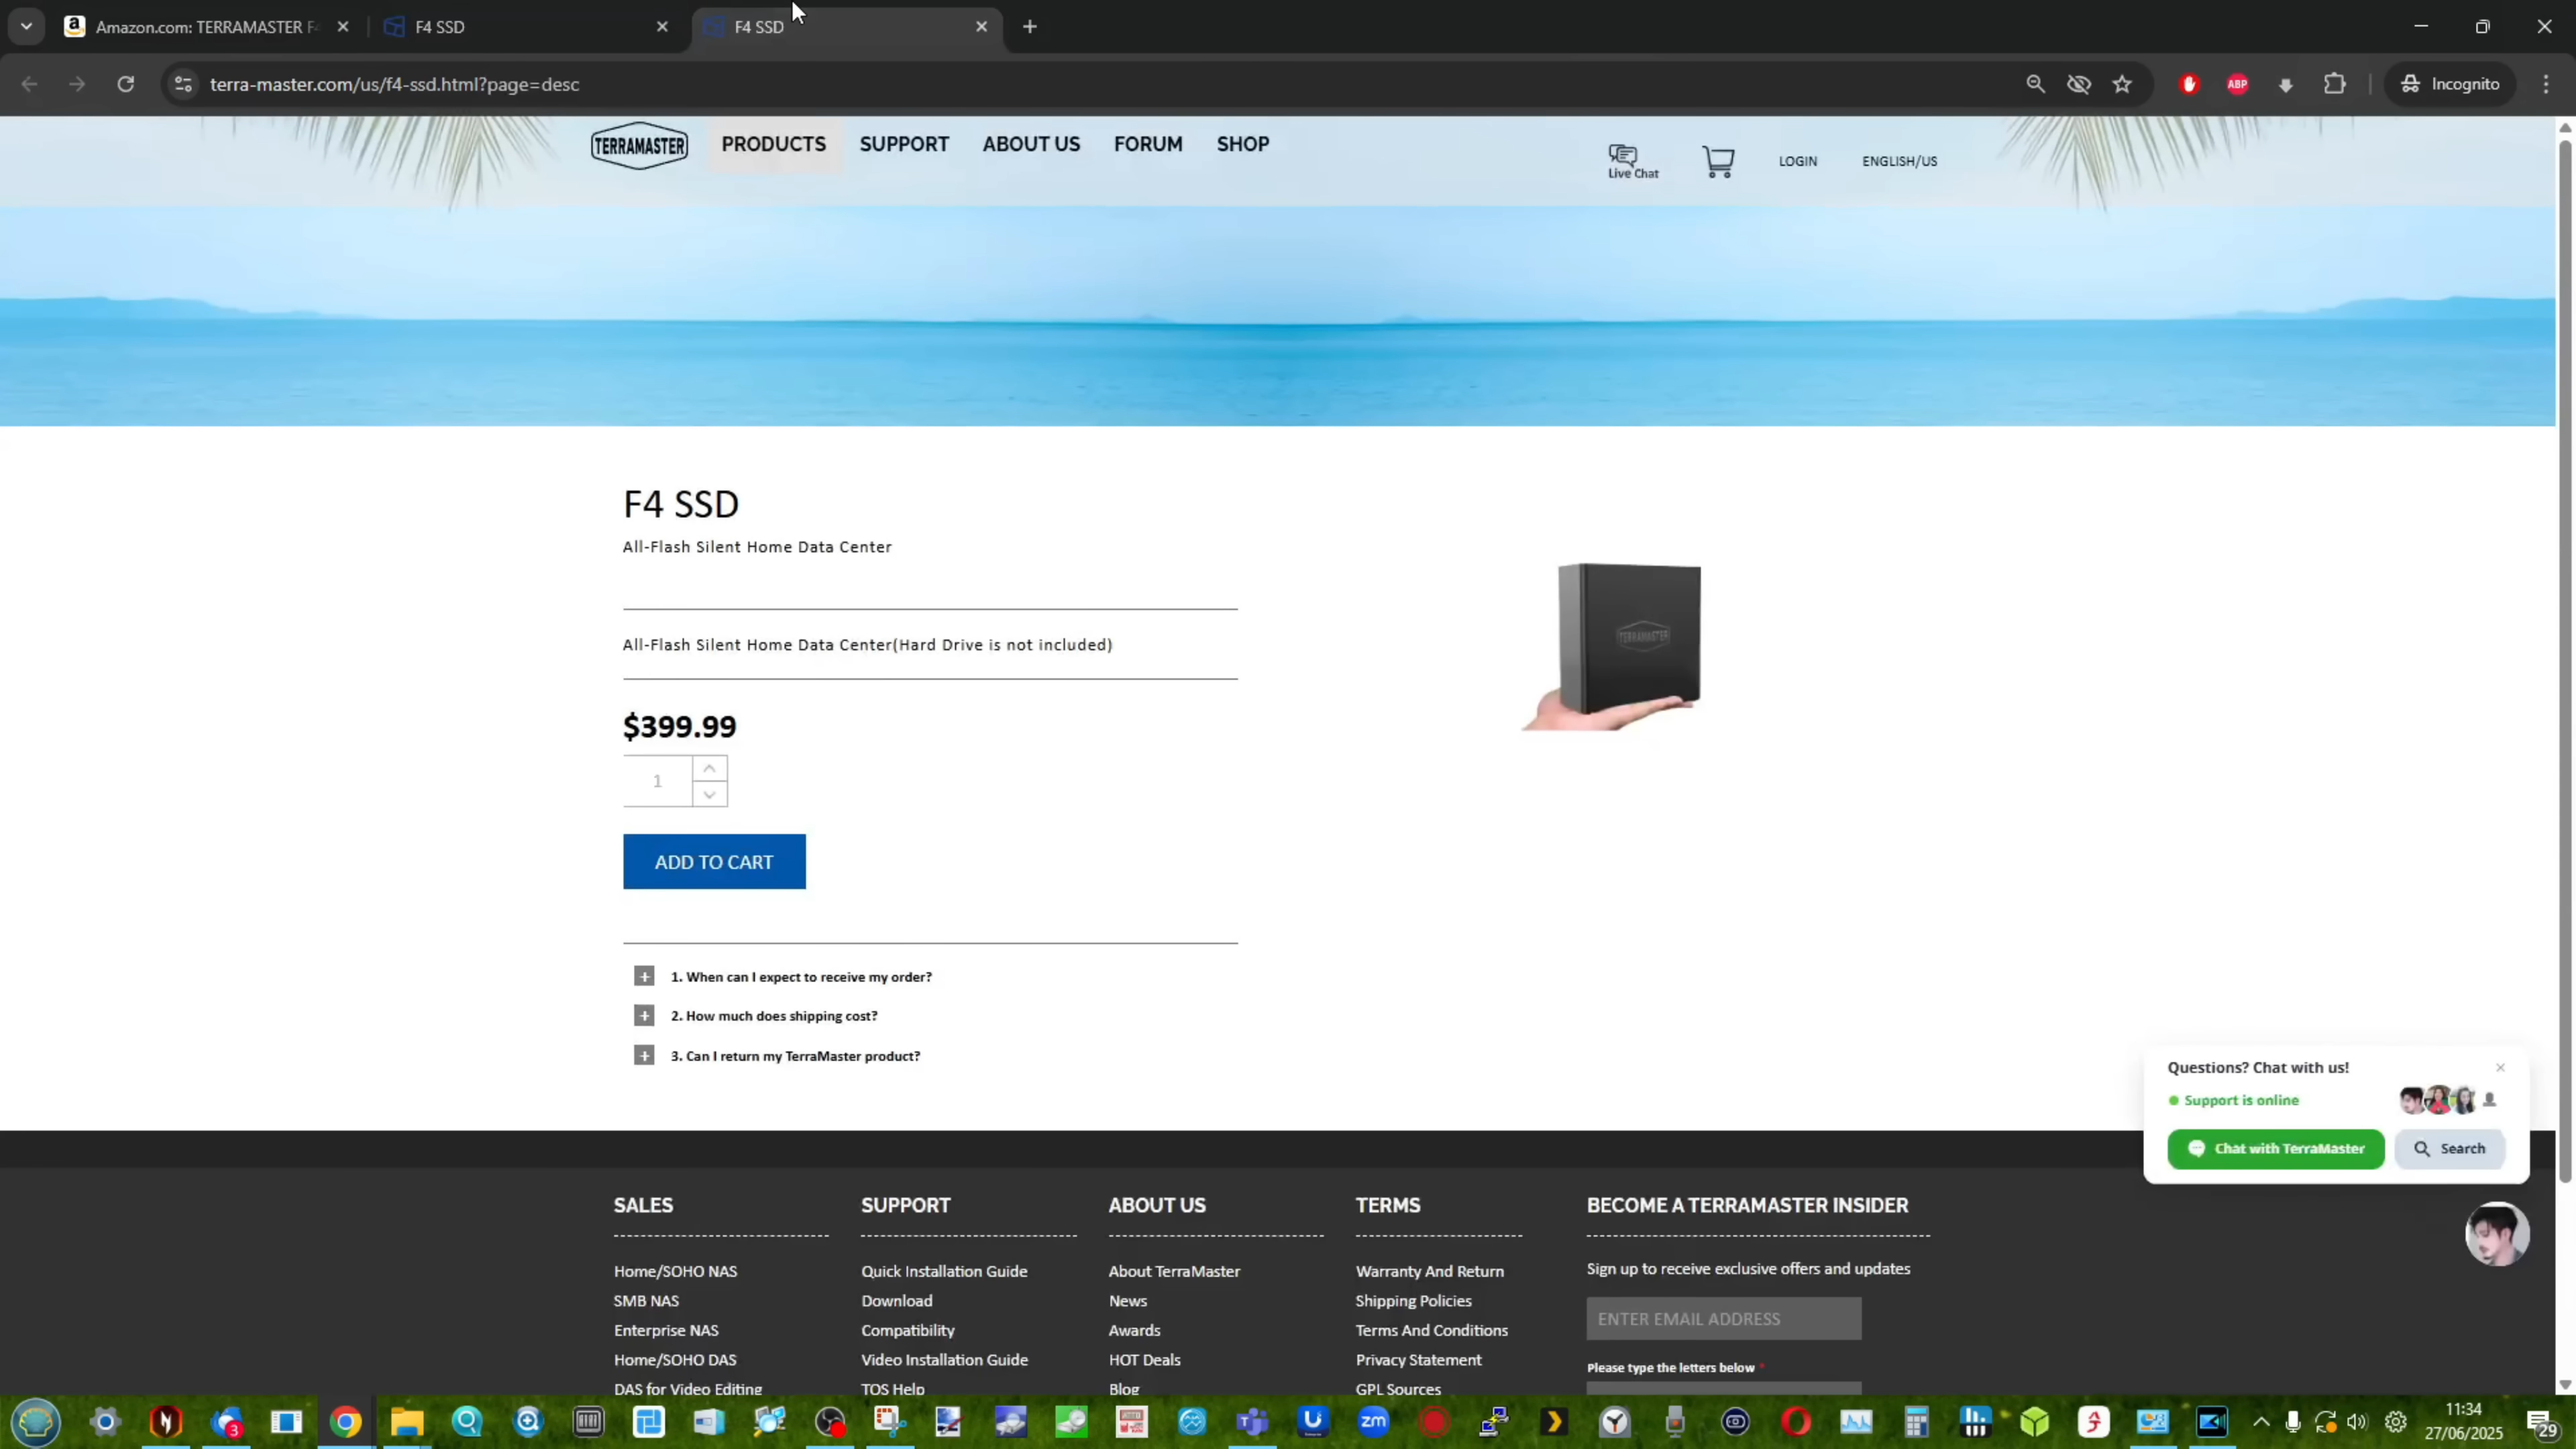 Amazon.com: TERRAMASTER F4
F4 SSD
F4 SSD
terra-master.com/us/f4-ssd.html?page=desc
ABP
Incognito
TERRAMASTER
PRODUCTS
SUPPORT
ABOUT US
FORUM
SHOP
Live Chat
LOGIN
ENGLISH/US
F4 SSD
All-Flash Silent Home Data Center
All-Flash Silent Home Data Center(Hard Drive is not included)
TERRAMASTER
$399.99
1
ADD TO CART
1. When can I expect to receive my order?
2. How much does shipping cost?
3. Can I return my TerraMaster product?
Questions? Chat with us!
Support is online
Chat with TerraMaster
Search
SALES
Home/SOHO NAS
SMB NAS
Enterprise NAS
Home/SOHO DAS
DAS for Video Editing
SUPPORT
Quick Installation Guide
Download
Compatibility
Video Installation Guide
TOS Help
ABOUT US
About TerraMaster
News
Awards
HOT Deals
Blog
TERMS
Warranty And Return
Shipping Policies
Terms And Conditions
Privacy Statement
GPL Sources
BECOME A TERRAMASTER INSIDER
Sign up to receive exclusive offers and updates
ENTER EMAIL ADDRESS
Please type the letters below *
3
zm
11:34
27/06/2025
29